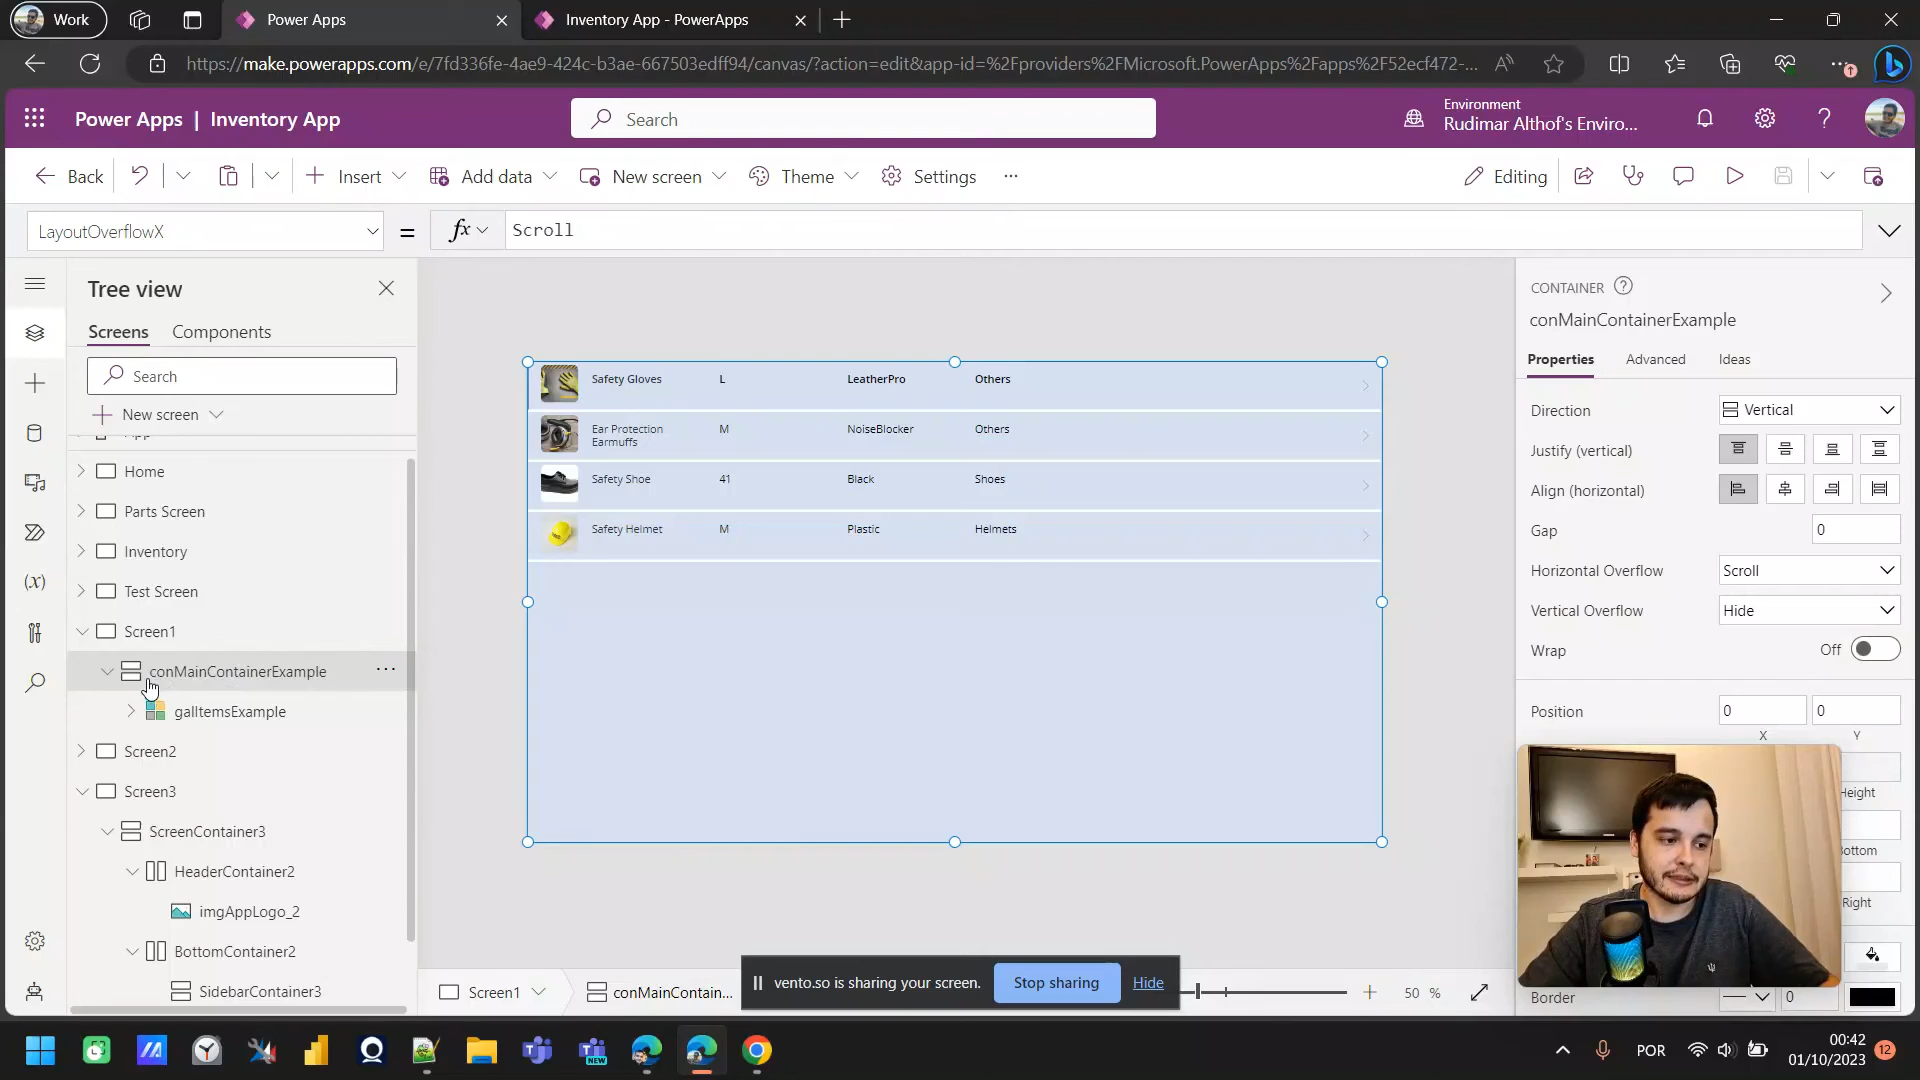 Work
Power Apps
Inventory App - PowerApps
https://make.powerapps.com/e/7fd336fe-4ae9-424c-b3ae-667503edff94/canvas/?action=edit&app-id=%2Fproviders%2FMicrosoft.PowerApps%2Fapps%2F52ecf472-...
Power Apps | Inventory App
Search
Environment
Rudimar Althof's Enviro...
Back
Insert
Add data
New screen
Theme
Settings
...
Editing
LayoutOverflowX
=
fx
Scroll
Tree view
Screens
Components
Search
New screen
Home
Parts Screen
Inventory
Test Screen
Screen1
conMainContainerExample
...
galItemsExample
Screen2
Screen3
ScreenContainer3
HeaderContainer2
imgAppLogo_2
BottomContainer2
SidebarContainer3
Safety Gloves L LeatherPro Others
Ear Protection Earmuffs M NoiseBlocker Others
Safety Shoe 41 Black Shoes
Safety Helmet M Plastic Helmets
CONTAINER
conMainContainerExample
Properties
Advanced
Ideas
Direction
Vertical
Justify (vertical)
Align (horizontal)
Gap
0
Horizontal Overflow
Scroll
Vertical Overflow
Hide
Wrap
Off
Position
0
0
X
Y
Height
Right
Border
0
Screen1
conMainContain...
50 %
vento.so is sharing your screen.
Stop sharing
Hide
NEW
POR
00:42
01/10/2023
12